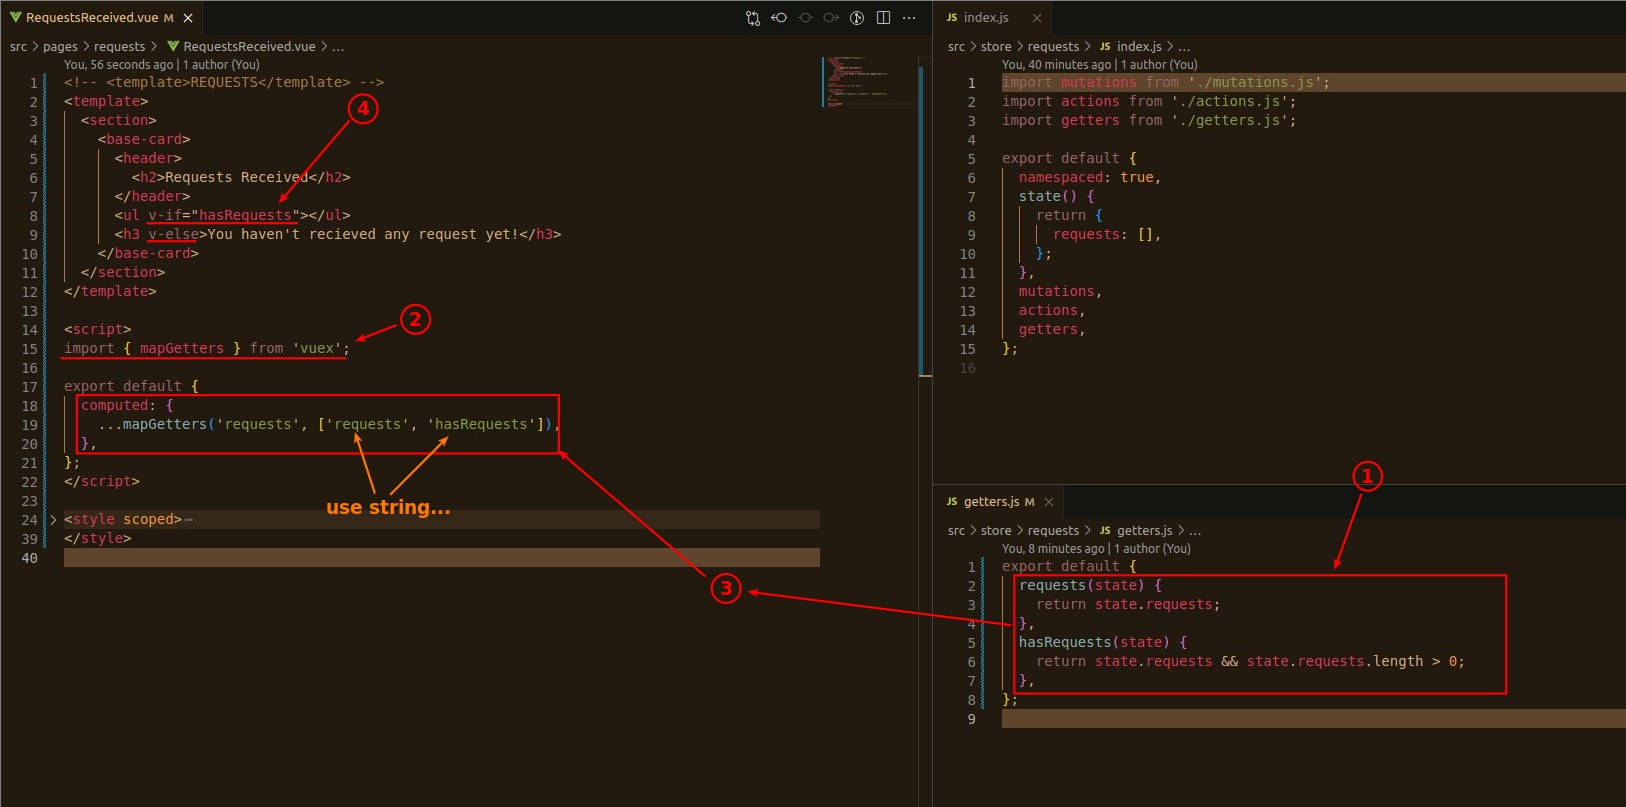 RequestsReceived.vue M
src > pages > requests > RequestsReceived.vue > ...
You, 56 seconds ago | 1 author (You)
1 <!-- <template>REQUESTS</template> -->
2 <template>
3 <section>
4 <base-card>
5 <header>
6 <h2>Requests Received</h2>
7 </header>
8 <ul v-if="hasRequests"></ul>
9 <h3 v-else>You haven't recieved any request yet!</h3>
10 </base-card>
11 </section>
12 </template>
13
14 <script>
15 import { mapGetters } from 'vuex';
16
17 export default {
18 computed: {
19 ...mapGetters('requests', ['requests', 'hasRequests']),
20 },
21 };
22 </script>
23
24 <style scoped>⋯
39 </style>
40
4
2
use string...
3
JS index.js
src > store > requests > JS index.js > ...
You, 40 minutes ago | 1 author (You)
1 import mutations from './mutations.js';
2 import actions from './actions.js';
3 import getters from './getters.js';
4
5 export default {
6 namespaced: true,
7 state() {
8 return {
9 requests: [],
10 };
11 },
12 mutations,
13 actions,
14 getters,
15 };
16
1
JS getters.js M
src > store > requests > JS getters.js > ...
You, 8 minutes ago | 1 author (You)
1 export default {
2 requests(state) {
3 return state.requests;
4 },
5 hasRequests(state) {
6 return state.requests && state.requests.length > 0;
7 },
8 };
9